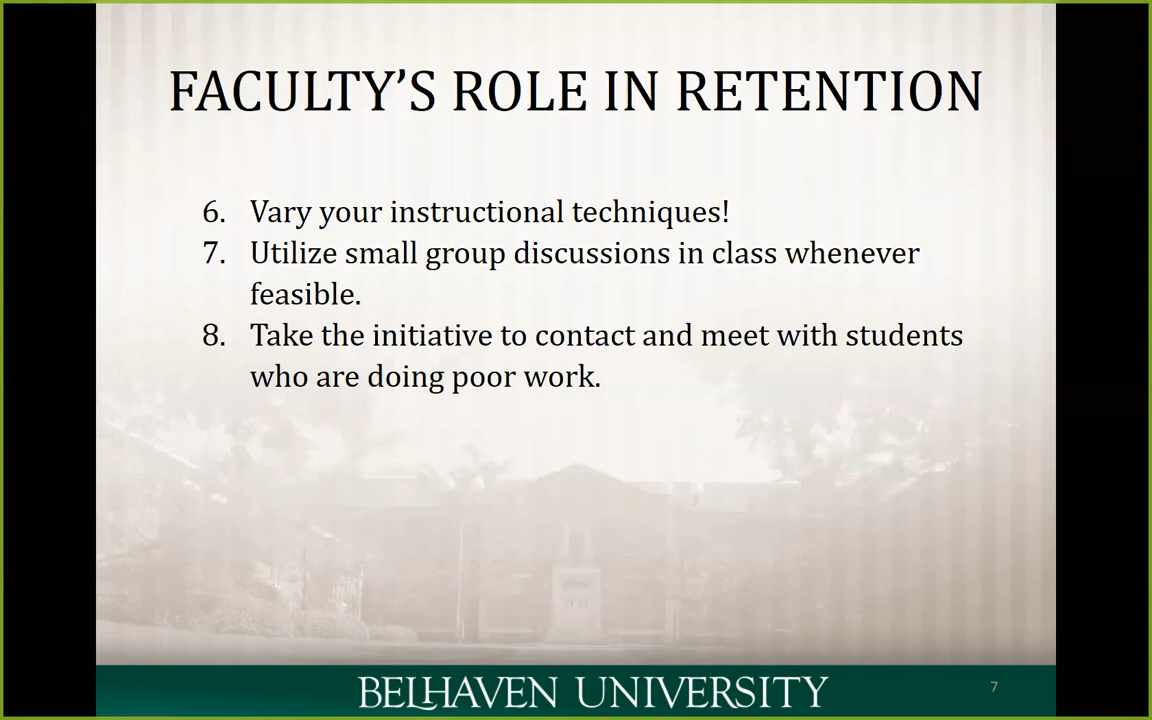 FACULTY’S ROLE IN RETENTION
6. Vary your instructional techniques!
7. Utilize small group discussions in class whenever
feasible.
8. Take the initiative to contact and meet with students
who are doing poor work.
BELHAVEN UNIVERSITY
7